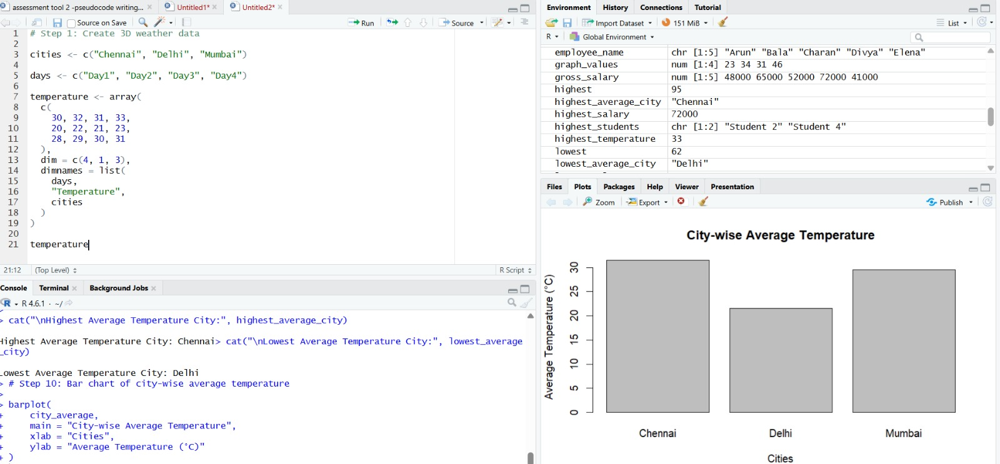 assessment tool 2 -pseudocode writing...
Untitled1*
Untitled2*
Source on Save
Run
Source
1 # Step 1: Create 3D weather data
2
3 cities <- c("Chennai", "Delhi", "Mumbai")
4
5 days <- c("Day1", "Day2", "Day3", "Day4")
6
7 temperature <- array(
8 c(
9 30, 32, 31, 33,
10 20, 22, 21, 23,
11 28, 29, 30, 31
12 ),
13 dim = c(4, 1, 3),
14 dimnames = list(
15 days,
16 "Temperature",
17 cities
18 )
19 )
20
21 temperature
21:12 (Top Level) R Script
Console Terminal Background Jobs
R 4.6.1 · ~/
>
> cat("\nHighest Average Temperature City:", highest_average_city)
Highest Average Temperature City: Chennai> cat("\nLowest Average Temperature City:", lowest_average
_city)
Lowest Average Temperature City: Delhi
> # Step 10: Bar chart of city-wise average temperature
>
> barplot(
+ city_average,
+ main = "City-wise Average Temperature",
+ xlab = "Cities",
+ ylab = "Average Temperature (°C)"
+ )
Environment History Connections Tutorial
Import Dataset 151 MiB List
R Global Environment
employee_name chr [1:5] "Arun" "Bala" "Charan" "Divya" "Elena"
graph_values num [1:4] 23 34 31 46
gross_salary num [1:5] 48000 65000 52000 72000 41000
highest 95
highest_average_city "Chennai"
highest_salary 72000
highest_students chr [1:2] "Student 2" "Student 4"
highest_temperature 33
lowest 62
lowest_average_city "Delhi"
Files Plots Packages Help Viewer Presentation
Zoom Export Publish
City-wise Average Temperature
Average Temperature (°C)
30
25
20
15
10
5
0
Chennai Delhi Mumbai
Cities